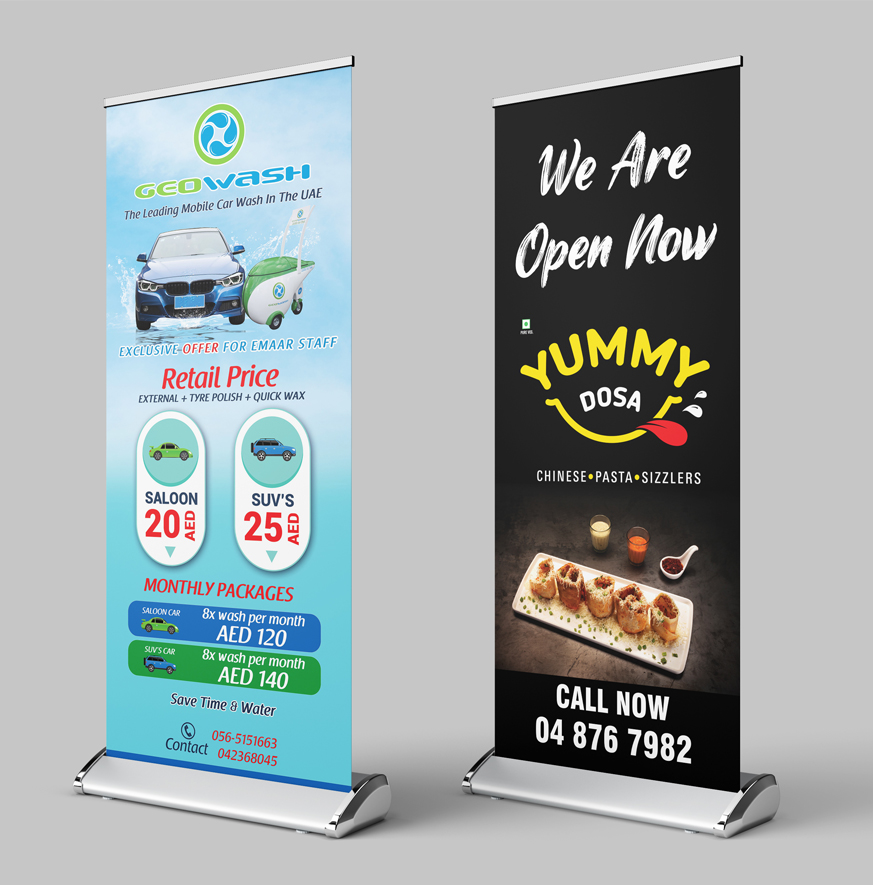 GEOWASH
The Leading Mobile Car Wash In The UAE
EXCLUSIVE OFFER FOR EMAAR STAFF
Retail Price
EXTERNAL + TYRE POLISH + QUICK WAX
SALOON
20 AED
SUV'S
25 AED
MONTHLY PACKAGES
SALOON CAR
8x wash per month
AED 120
SUV'S CAR
8x wash per month
AED 140
Save Time & Water
Contact
056-5151663
042368045
We Are
Open Now
PURE VEG
YUMMY
DOSA
CHINESE•PASTA•SIZZLERS
CALL NOW
04 876 7982